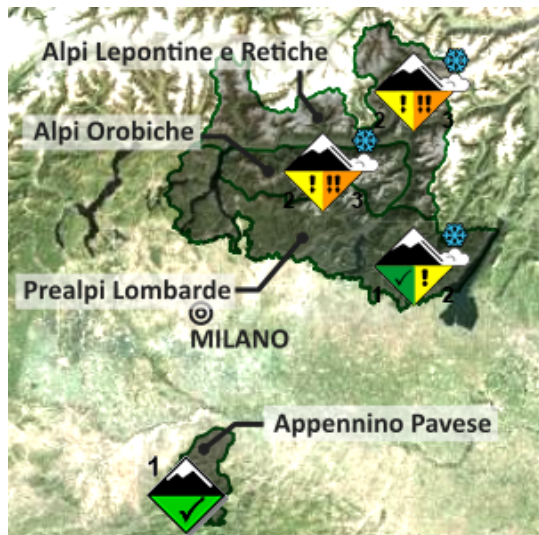 Alpi Lepontine e Retiche
! !!
2 3
Alpi Orobiche
! !!
2 3
!
1 2
Prealpi Lombarde
MILANO
Appennino Pavese
1